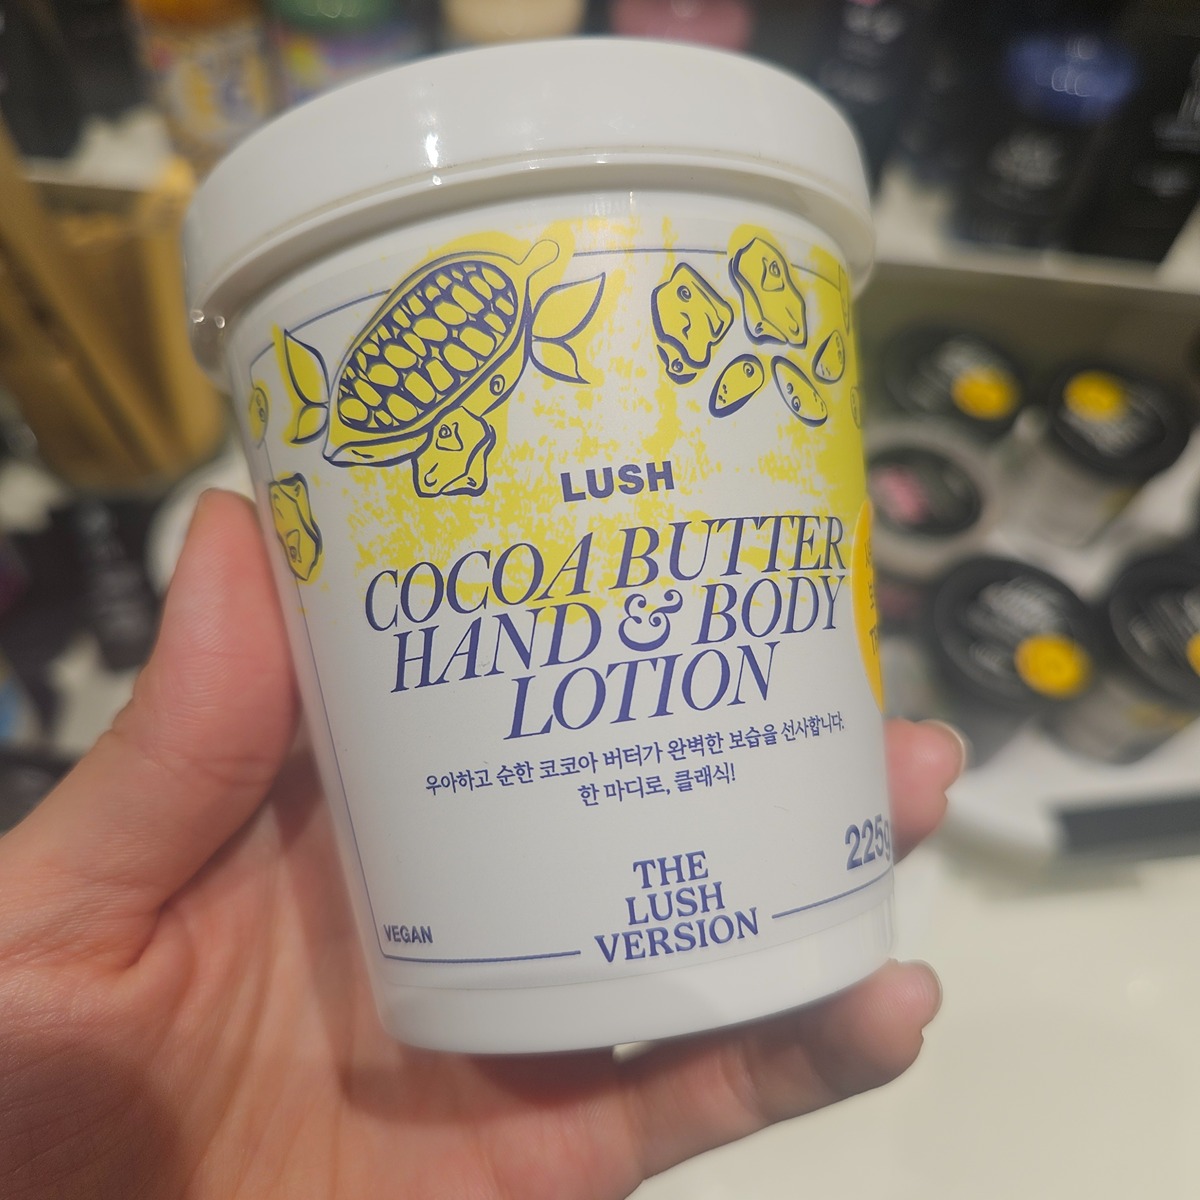 LUSH
COCOA BUTTER
HAND & BODY
LOTION
우아하고 순한 코코아 버터가 완벽한 보습을 선사합니다.
한 마디로, 클래식!
225g
THE
LUSH
VERSION
VEGAN